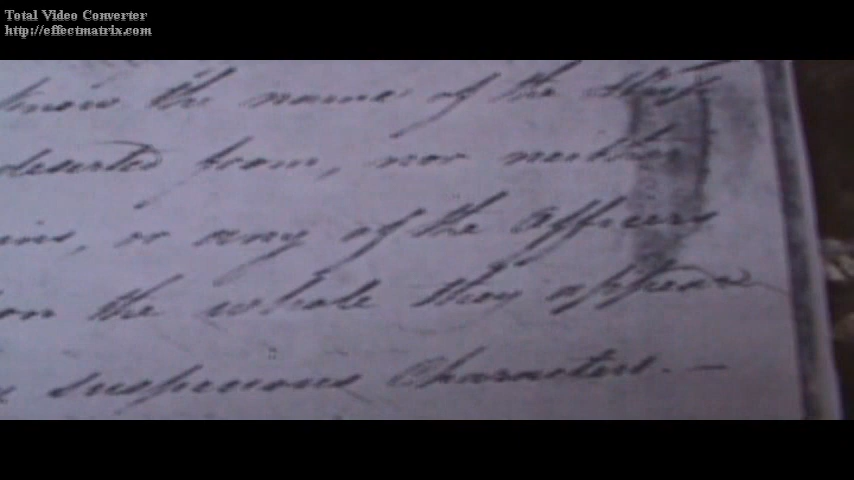 Total Video Converter
http://effectmatrix.com
know the name of the Ship
deserted from, nor neither
or any of the Officers
on the whole they appear
suspicious Characters. —